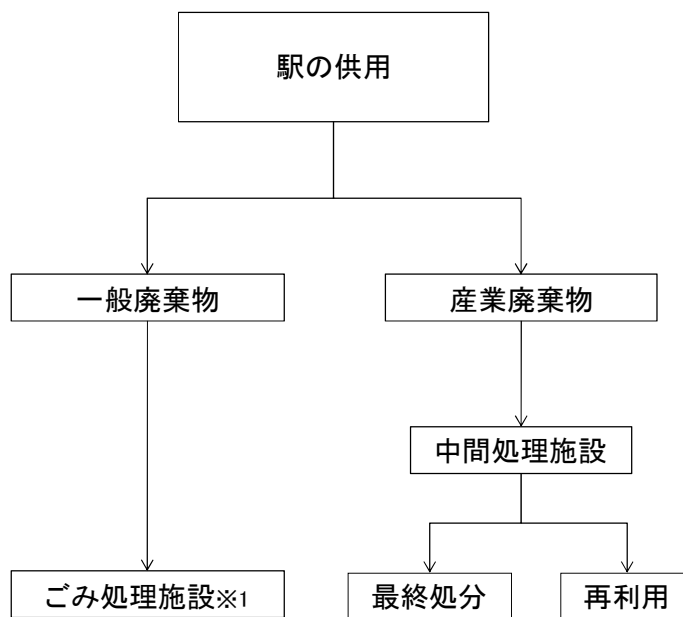 駅の供用
一般廃棄物
産業廃棄物
中間処理施設
ごみ処理施設※1
最終処分
再利用